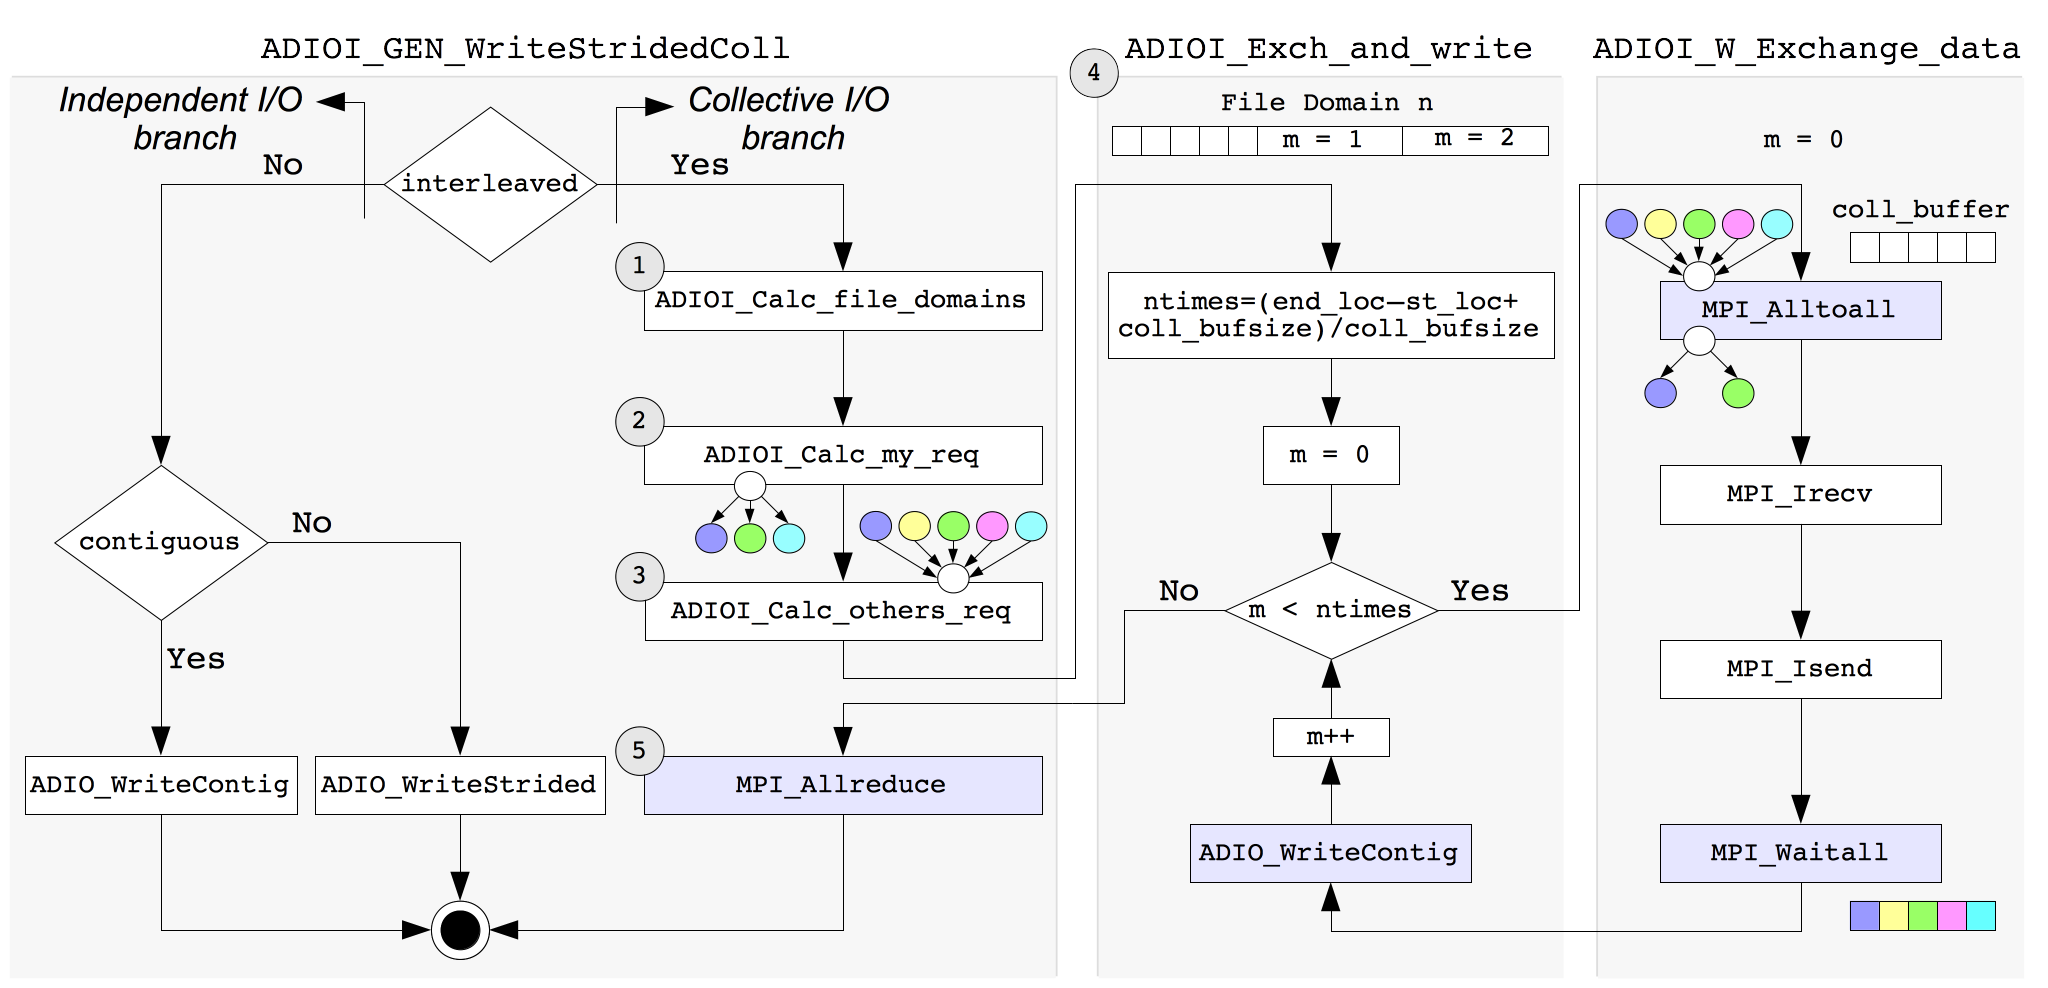 ADIOI_GEN_WriteStridedColl
Independent I/O
branch
Collective I/O
branch
No
interleaved
Yes
1
ADIOI_Calc_file_domains
2
ADIOI_Calc_my_req
contiguous
No
3
ADIOI_Calc_others_req
Yes
5
ADIO_WriteContig
ADIO_WriteStrided
MPI_Allreduce
4
ADIOI_Exch_and_write
File Domain n
m = 1
m = 2
ntimes=(end_loc–st_loc+
coll_bufsize)/coll_bufsize
m = 0
No
m < ntimes
Yes
m++
ADIO_WriteContig
ADIOI_W_Exchange_data
m = 0
coll_buffer
MPI_Alltoall
MPI_Irecv
MPI_Isend
MPI_Waitall